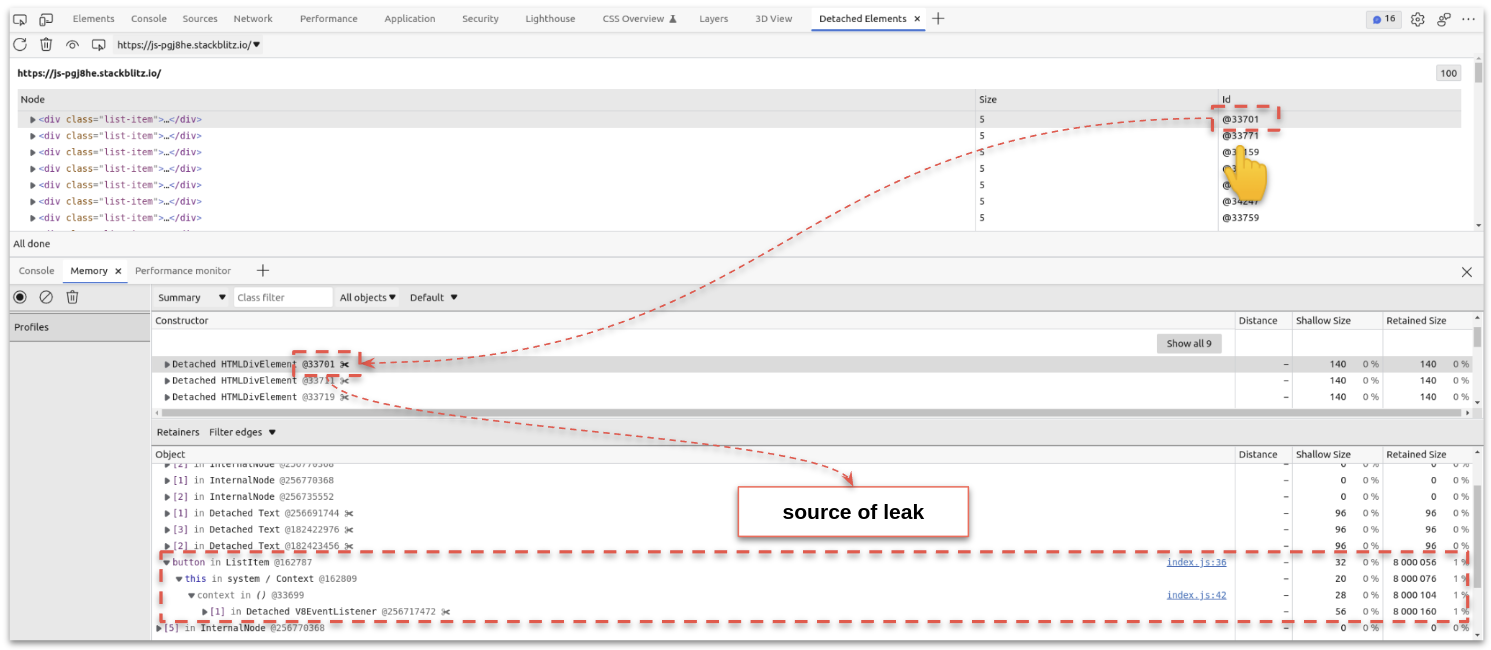 Elements Console Sources Network Performance Application Security Lighthouse CSS Overview Layers 3D View Detached Elements × + 16
https://js-pgj8he.stackblitz.io/▼
https://js-pgj8he.stackblitz.io/ 100
Node Size Id
▶<div class="list-item">…</div> 5 @33701
▶<div class="list-item">…</div> 5 @33771
▶<div class="list-item">…</div> 5
▶<div class="list-item">…</div> 5
▶<div class="list-item">…</div> 5
▶<div class="list-item">…</div> 5 @34247
▶<div class="list-item">…</div> 5 @33759
All done
Console Memory × Performance monitor +
Summary ▼ Class filter All objects▼ Default ▼
Profiles
Constructor Distance Shallow Size Retained Size
Show all 9
▶Detached HTMLDivElement @33701 – 140 0 % 140 0 %
▶Detached HTMLDivElement – 140 0 % 140 0 %
▶Detached HTMLDivElement @33719 – 140 0 % 140 0 %
Retainers Filter edges ▼
Object Distance Shallow Size Retained Size
▶[2] in InternalNode @256770368 – 0 0 % 0 0 %
▶[1] in InternalNode @256770368 – 0 0 % 0 0 %
▶[2] in InternalNode @256735552 – 0 0 % 0 0 %
▶[1] in Detached Text @256691744 – 96 0 % 96 0 %
▶[3] in Detached Text @182422976 – 96 0 % 96 0 %
▶[2] in Detached Text @182423456 – 96 0 % 96 0 %
source of leak
▼button in ListItem @162787 index.js:36 – 32 0 % 8 000 056 1 %
▼this in system / Context @162809 – 20 0 % 8 000 076 1 %
▼context in () @33699 index.js:42 – 28 0 % 8 000 104 1 %
▶[1] in Detached V8EventListener @256717472 – 56 0 % 8 000 160 1 %
▶[5] in InternalNode @256770368 – 0 0 % 0 0 %